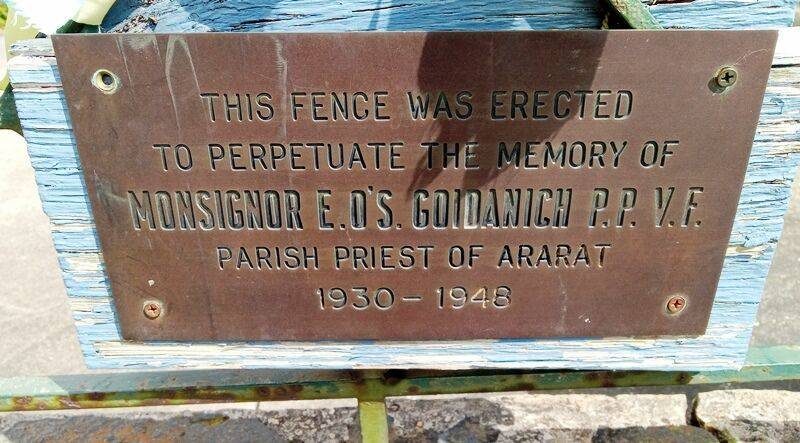 THIS FENCE WAS ERECTED
TO PERPETUATE THE MEMORY OF
MONSIGNOR E.O'S. GOIDANICH P.P. V.F.
PARISH PRIEST OF ARARAT
1930 – 1948